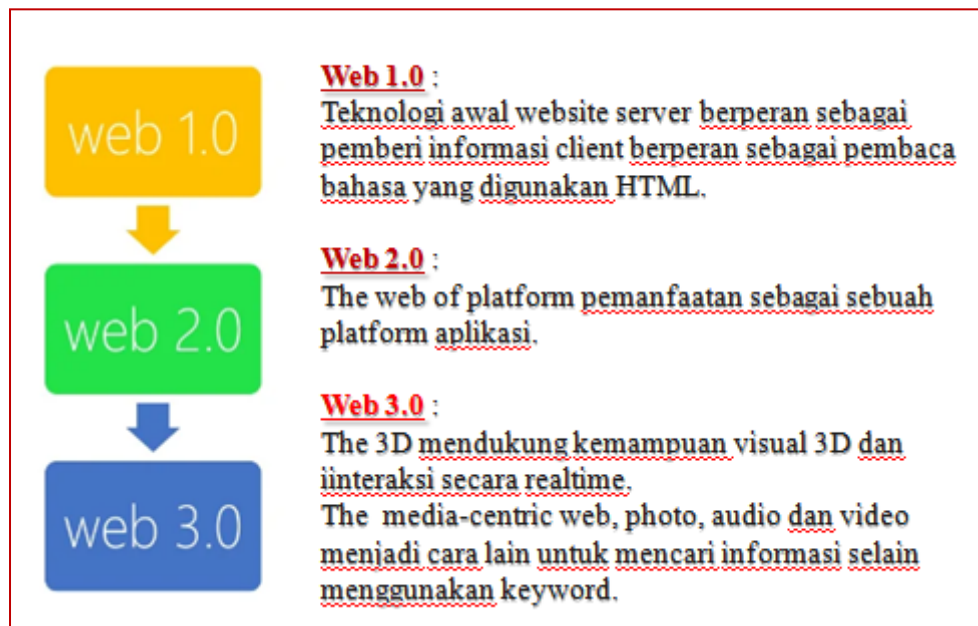 web 1.0
Web 1.0 :
Teknologi awal website server berperan sebagai
pemberi informasi client berperan sebagai pembaca
bahasa yang digunakan HTML.
web 2.0
Web 2.0 :
The web of platform pemanfaatan sebagai sebuah
platform aplikasi.
web 3.0
Web 3.0 :
The 3D mendukung kemampuan visual 3D dan
iinteraksi secara realtime.
The media-centric web, photo, audio dan video
menjadi cara lain untuk mencari informasi selain
menggunakan keyword.